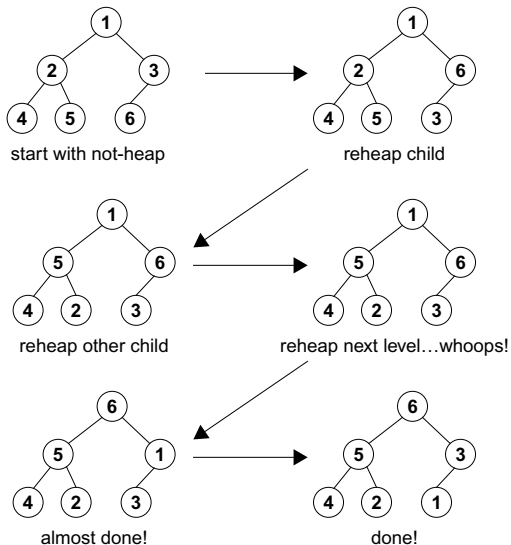 1 1
2 3 2 6
4 5 6 4 5 3
start with not-heap reheap child
1 1
5 6 5 6
4 2 3 4 2 3
reheap other child reheap next level…whoops!
6 6
5 1 5 3
4 2 3 4 2 1
almost done! done!